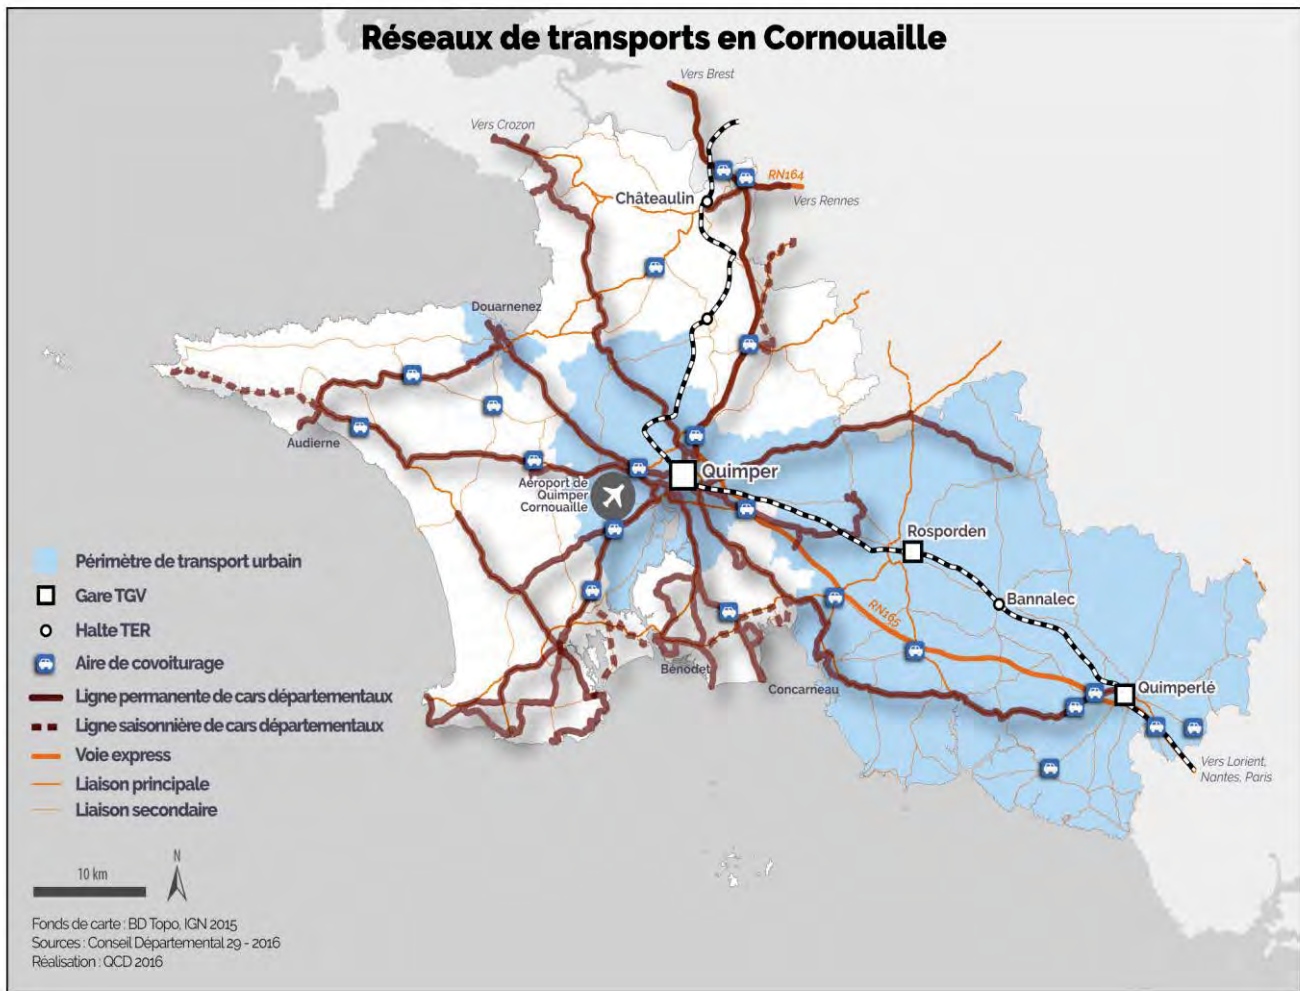 Réseaux de transports en Cornouaille
Vers Brest
Vers Crozon
RN164
Châteaulin
Vers Rennes
Douarnenez
Audierne
Quimper
Aéroport de
Quimper
Cornouaille
Rosporden
Bannalec
RN165
Bénodet
Concarneau
Quimperlé
Vers Lorient,
Nantes, Paris
Périmètre de transport urbain
Gare TGV
Halte TER
Aire de covoiturage
Ligne permanente de cars départementaux
Ligne saisonnière de cars départementaux
Voie express
Liaison principale
Liaison secondaire
10 km
N
Fonds de carte : BD Topo, IGN 2015
Sources : Conseil Départemental 29 - 2016
Réalisation : QCD 2016